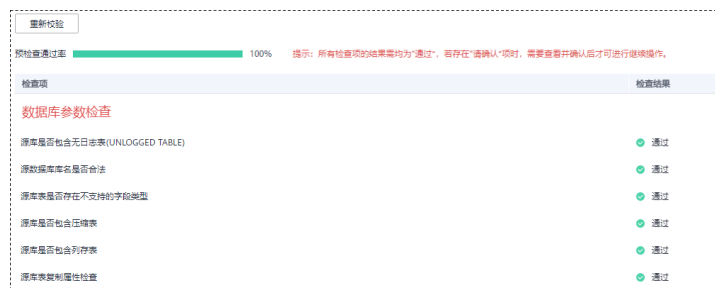 重新校验
预检查通过率 100% 提示：所有检查项的结果需均为“通过”，若存在“请确认”项时，需要查看并确认后才可进行继续操作。
检查项 检查结果
数据库参数检查
源库是否包含无日志表(UNLOGGED TABLE) 通过
源数据库库名是否合法 通过
源库表是否存在不支持的字段类型 通过
源库是否包含压缩表 通过
源库是否包含列存表 通过
源库表复制属性检查 通过